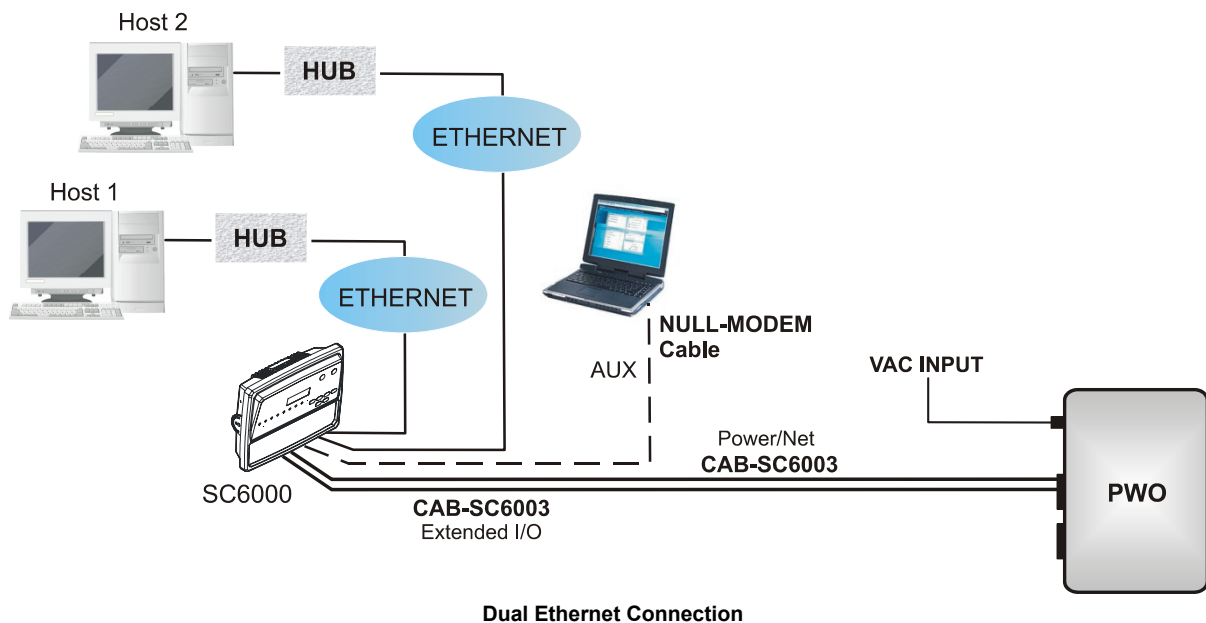 Host 2
HUB
ETHERNET
Host 1
HUB
ETHERNET
NULL-MODEM
Cable
AUX
VAC INPUT
Power/Net
CAB-SC6003
PWO
SC6000
CAB-SC6003
Extended I/O
Dual Ethernet Connection